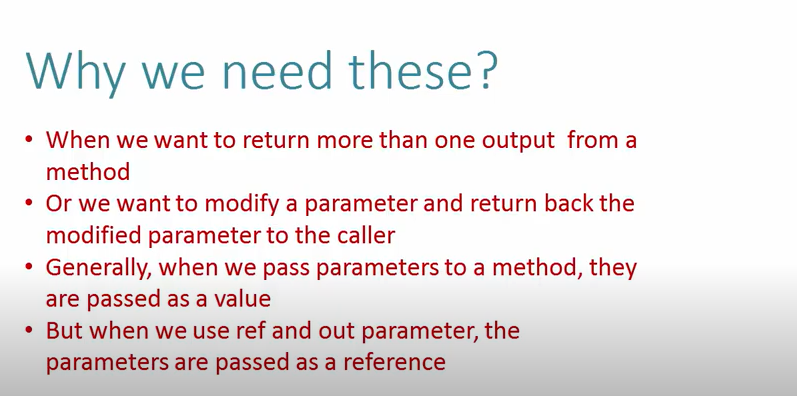 Why we need these?
• When we want to return more than one output  from a
method
• Or we want to modify a parameter and return back the
modified parameter to the caller
• Generally, when we pass parameters to a method, they
are passed as a value
• But when we use ref and out parameter, the
parameters are passed as a reference